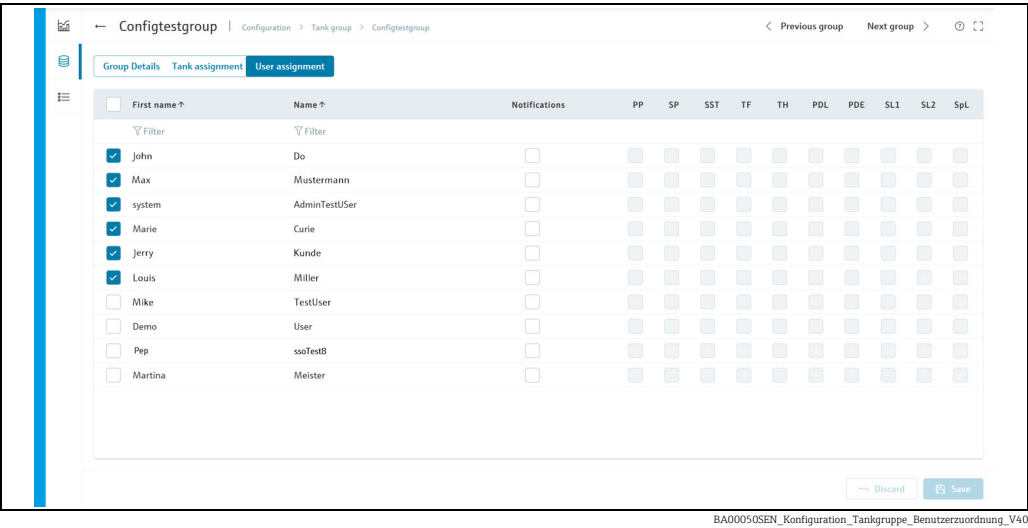 ← Configtestgroup | Configuration > Tank group > Configtestgroup < Previous group Next group >
Group Details Tank assignment User assignment
First name ↑ Name ↑ Notifications PP SP SST TF TH PDL PDE SL1 SL2 SpL
Filter Filter
John Do
Max Mustermann
system AdminTestUSer
Marie Curie
Jerry Kunde
Louis Miller
Mike TestUser
Demo User
Pep ssoTest8
Martina Meister
Discard Save
BA00050SEN_Konfiguration_Tankgruppe_Benutzerzuordnung_V40